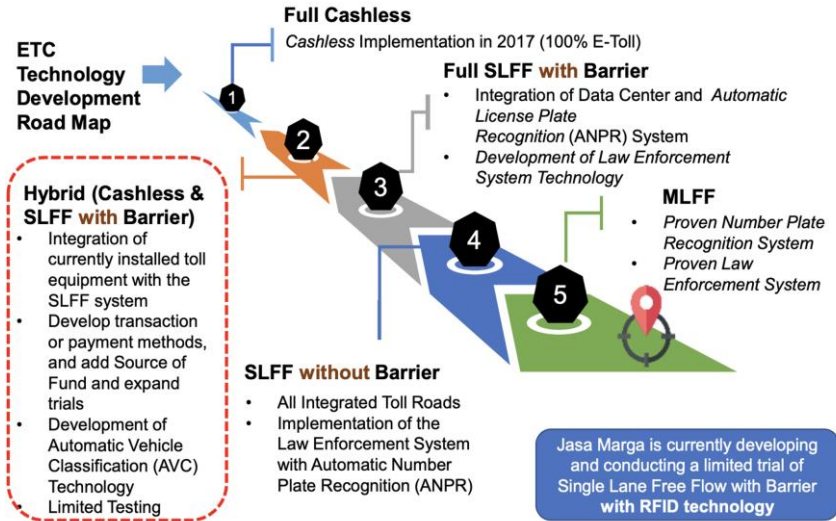 ETC
Technology
Development
Road Map
1
Full Cashless
Cashless Implementation in 2017 (100% E-Toll)
2
Hybrid (Cashless &
SLFF with Barrier)
• Integration of
currently installed toll
equipment with the
SLFF system
• Develop transaction
or payment methods,
and add Source of
Fund and expand
trials
• Development of
Automatic Vehicle
Classification (AVC)
Technology
• Limited Testing
3
Full SLFF with Barrier
• Integration of Data Center and Automatic
License Plate
Recognition (ANPR) System
• Development of Law Enforcement
System Technology
4
SLFF without Barrier
• All Integrated Toll Roads
• Implementation of the
Law Enforcement System
with Automatic Number
Plate Recognition (ANPR)
5
MLFF
• Proven Number Plate
Recognition System
• Proven Law
Enforcement System
Jasa Marga is currently developing
and conducting a limited trial of
Single Lane Free Flow with Barrier
with RFID technology